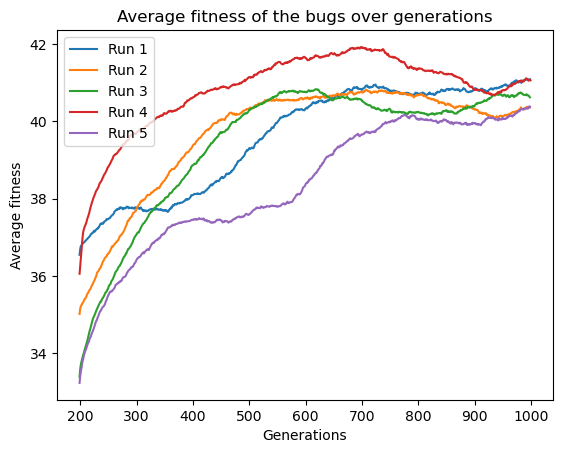 Average fitness of the bugs over generations
Average fitness
42
40
38
36
34
Run 1
Run 2
Run 3
Run 4
Run 5
200 300 400 500 600 700 800 900 1000
Generations